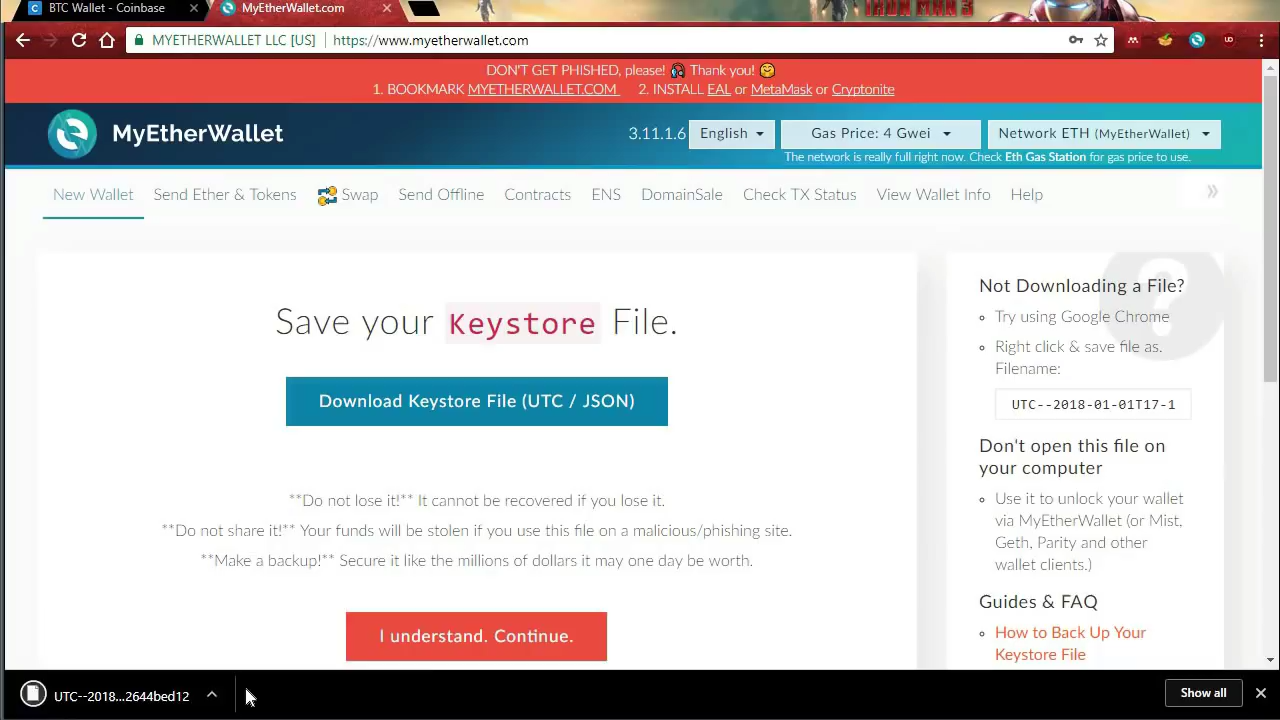 BTC Wallet - Coinbase
MyEtherWallet.com
IRON MAN 3
MYETHERWALLET LLC [US]
https://www.myetherwallet.com
DON'T GET PHISHED, please! Thank you!
1. BOOKMARK MYETHERWALLET.COM 2. INSTALL EAL or MetaMask or Cryptonite
MyEtherWallet
3.11.1.6
English
Gas Price: 4 Gwei
Network ETH (MyEtherWallet)
The network is really full right now. Check Eth Gas Station for gas price to use.
New Wallet
Send Ether & Tokens
Swap
Send Offline
Contracts
ENS
DomainSale
Check TX Status
View Wallet Info
Help
»
Save your Keystore File.
Download Keystore File (UTC / JSON)
**Do not lose it!** It cannot be recovered if you lose it.
**Do not share it!** Your funds will be stolen if you use this file on a malicious/phishing site.
**Make a backup!** Secure it like the millions of dollars it may one day be worth.
I understand. Continue.
Not Downloading a File?
Try using Google Chrome
Right click & save file as.
Filename:
UTC--2018-01-01T17-1
Don't open this file on
your computer
Use it to unlock your wallet
via MyEtherWallet (or Mist,
Geth, Parity and other
wallet clients.)
Guides & FAQ
How to Back Up Your
Keystore File
UTC--2018...2644bed12
Show all